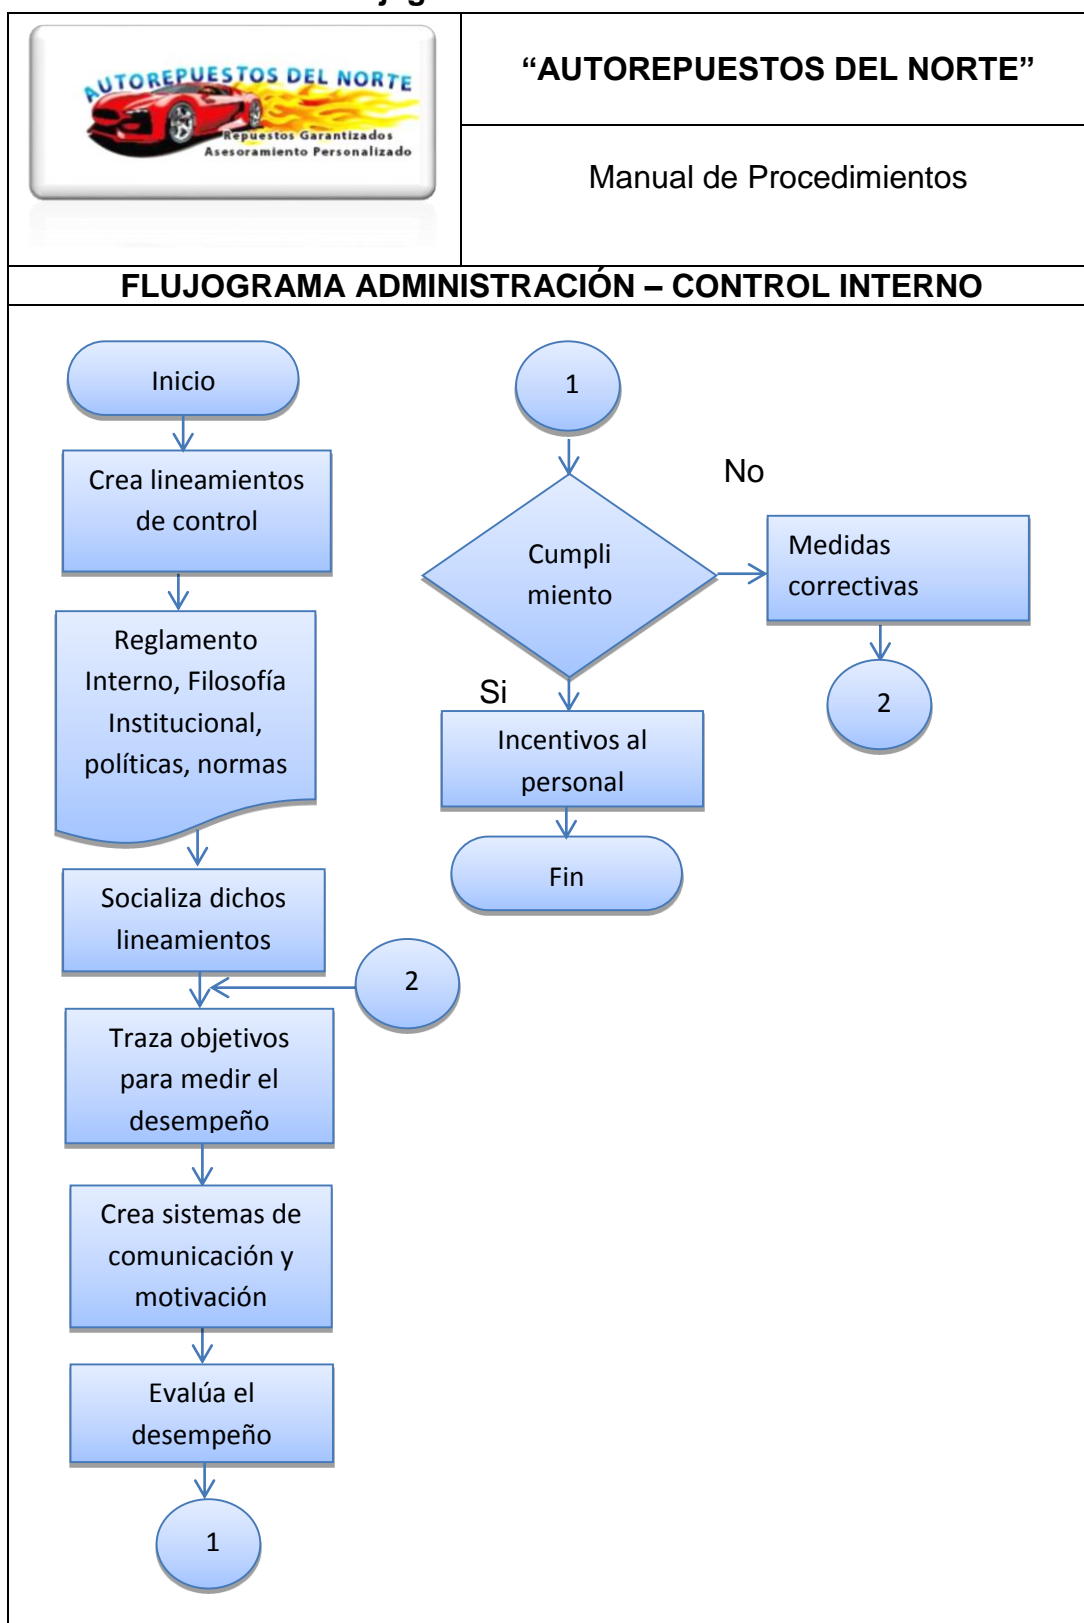 AUTOREPUESTOS DEL NORTE
Repuestos Garantizados
Asesoramiento Personalizado
“AUTOREPUESTOS DEL NORTE”
Manual de Procedimientos
FLUJOGRAMA ADMINISTRACIÓN – CONTROL INTERNO
Inicio
Crea lineamientos
de control
Reglamento
Interno, Filosofía
Institucional,
políticas, normas
Socializa dichos
lineamientos
2
Traza objetivos
para medir el
desempeño
Crea sistemas de
comunicación y
motivación
Evalúa el
desempeño
1
1
Cumpli
miento
No
Medidas
correctivas
2
Si
Incentivos al
personal
Fin